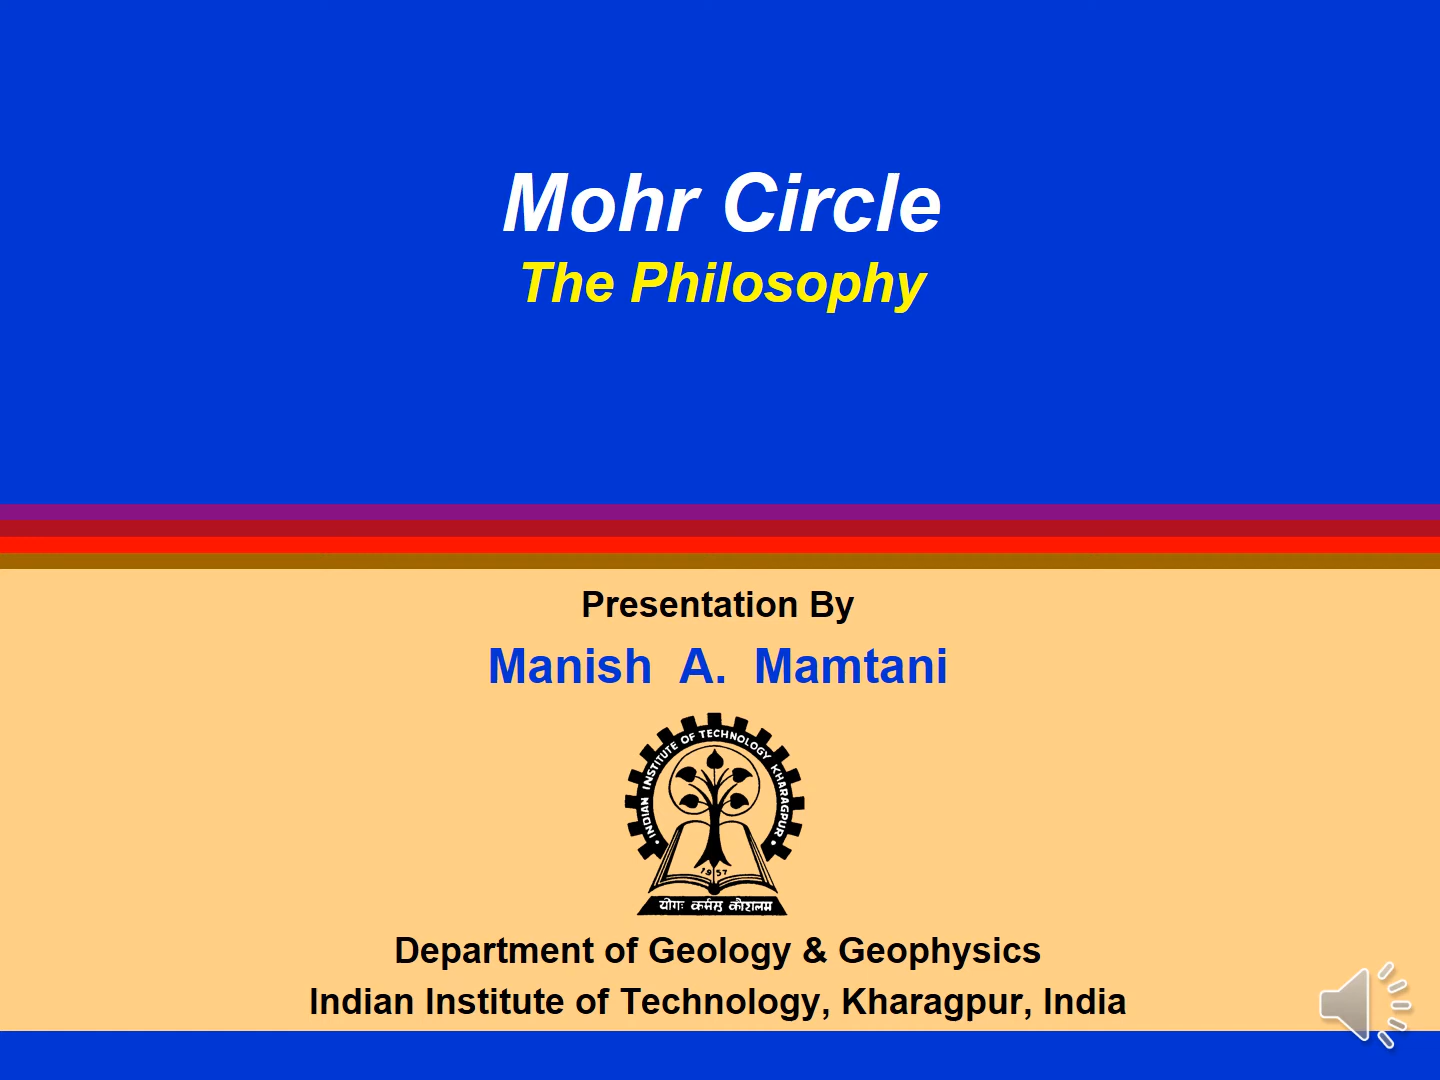 Mohr Circle
The Philosophy
Presentation By
Manish A. Mamtani
INDIAN INSTITUTE OF TECHNOLOGY KHARAGPUR
1957
योगः कर्मसु कौशलम्
Department of Geology & Geophysics
Indian Institute of Technology, Kharagpur, India